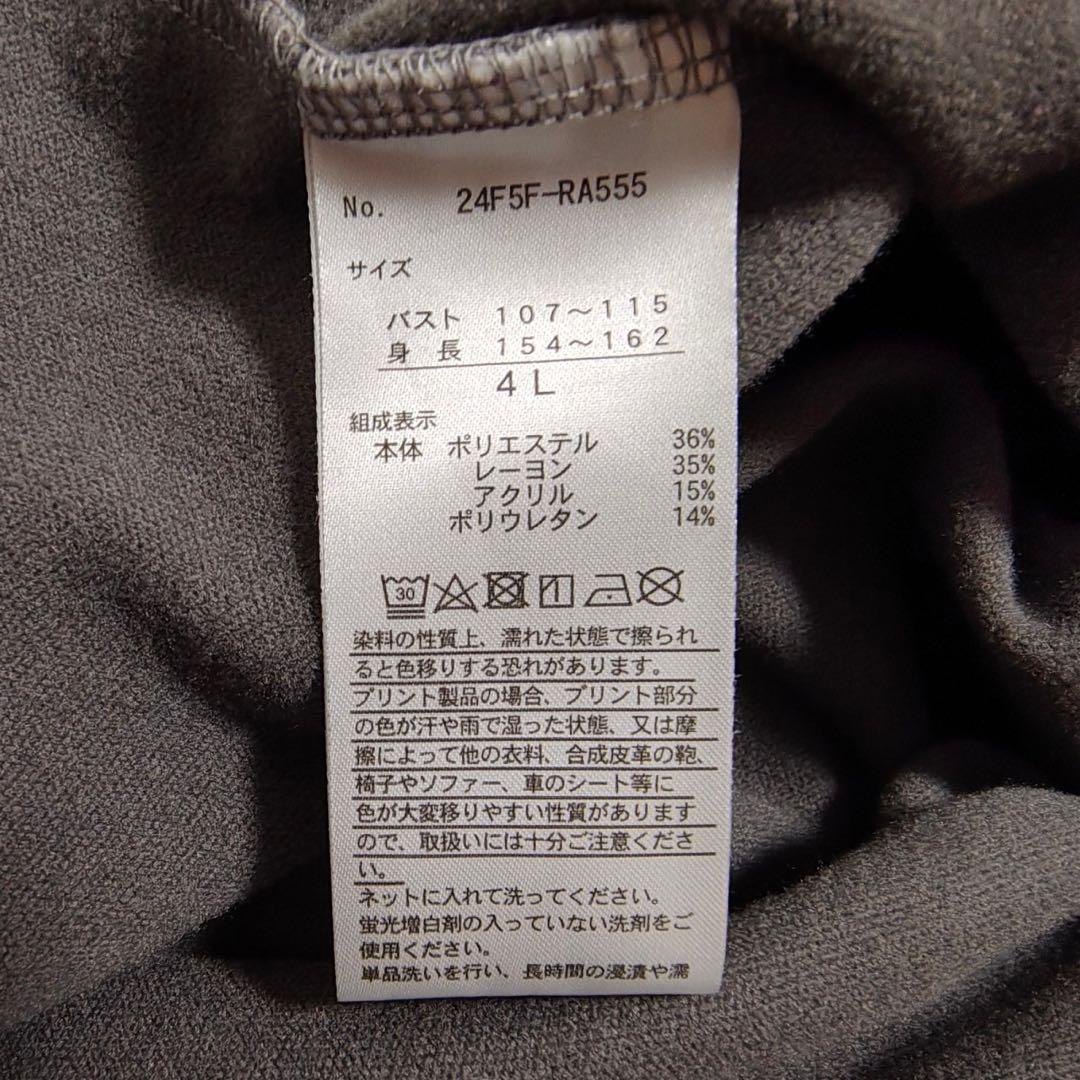 No. 24F5F-RA555
サイズ
バスト 107〜115
身長 154〜162
4L
組成表示
本体 ポリエステル 36%
レーヨン 35%
アクリル 15%
ポリウレタン 14%
30
染料の性質上、濡れた状態で擦られ
ると色移りする恐れがあります。
プリント製品の場合、プリント部分
の色が汗や雨で湿った状態、又は摩
擦によって他の衣料、合成皮革の鞄、
椅子やソファー、車のシート等に
色が大変移りやすい性質があります
ので、取扱いには十分ご注意くださ
い。
ネットに入れて洗ってください。
蛍光増白剤の入っていない洗剤をご
使用ください。
単品洗いを行い、長時間の浸漬や濡